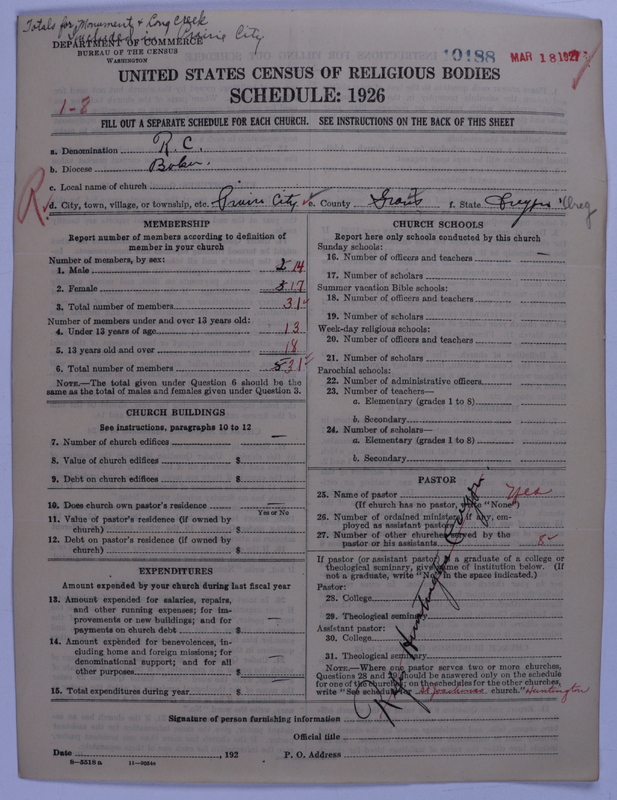 Totals for Monument & Long Creek
included in Prairie City
DEPARTMENT OF COMMERCE
BUREAU OF THE CENSUS
WASHINGTON
10188 MAR 18 1927
UNITED STATES CENSUS OF RELIGIOUS BODIES
SCHEDULE: 1926
1-8
FILL OUT A SEPARATE SCHEDULE FOR EACH CHURCH. SEE INSTRUCTIONS ON THE BACK OF THIS SHEET
a. Denomination R.C.
b. Diocese Baker.
c. Local name of church
R d. City, town, village, or township, etc. Prairie City e. County Grant f. State Oregon Oreg
MEMBERSHIP
Report number of members according to definition of
member in your church
Number of members, by sex:
1. Male 2 14
2. Female 5 17
3. Total number of members 31
Number of members under and over 13 years old:
4. Under 13 years of age 13
5. 13 years old and over 18
6. Total number of members 5 31
NOTE.—The total given under Question 6 should be the
same as the total of males and females given under Question 3.
CHURCH BUILDINGS
See instructions, paragraphs 10 to 12
7. Number of church edifices —
8. Value of church edifices $
9. Debt on church edifices $
10. Does church own pastor's residence —
Yes or No
11. Value of pastor's residence (if owned by
church) $
12. Debt on pastor's residence (if owned by
church) $
EXPENDITURES
Amount expended by your church during last fiscal year
13. Amount expended for salaries, repairs,
and other running expenses; for im-
provements or new buildings; and for
payments on church debt $ —
14. Amount expended for benevolences, in-
cluding home and foreign missions; for
denominational support; and for all
other purposes $ —
15. Total expenditures during year $ —
CHURCH SCHOOLS
Report here only schools conducted by this church
Sunday schools:
16. Number of officers and teachers —
17. Number of scholars
Summer vacation Bible schools:
18. Number of officers and teachers
19. Number of scholars
Week-day religious schools:
20. Number of officers and teachers
21. Number of scholars
Parochial schools:
22. Number of administrative officers
23. Number of teachers—
a. Elementary (grades 1 to 8)
b. Secondary
24. Number of scholars—
a. Elementary (grades 1 to 8)
b. Secondary
PASTOR
25. Name of pastor Yes
(If church has no pastor, write "None")
26. Number of ordained ministers, if any, em-
ployed as assistant pastors
27. Number of other churches served by the
pastor or his assistants 8
If pastor (or assistant pastor) is a graduate of a college or
theological seminary, give name of institution below. (If
not a graduate, write "No" in the space indicated.)
Pastor:
28. College
29. Theological seminary
Assistant pastor:
30. College
31. Theological seminary
Huntington Oregon.
NOTE.—Where one pastor serves two or more churches,
Questions 28 and 29 should be answered only on the schedule
for one of the churches; on the schedules for the other churches,
write "See schedule for St Joachims church." Huntington
Signature of person furnishing information
Official title
Date , 192 P. O. Address
8—5518 a